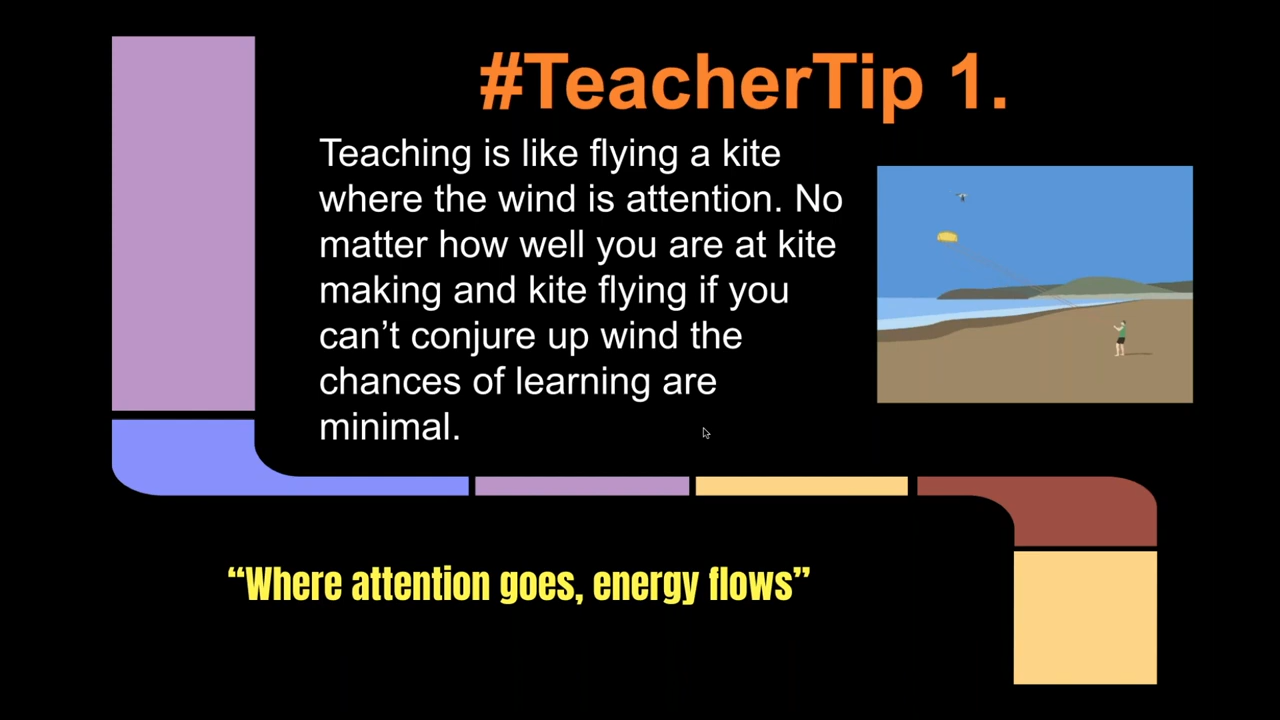 #TeacherTip 1.
Teaching is like flying a kite
where the wind is attention. No
matter how well you are at kite
making and kite flying if you
can’t conjure up wind the
chances of learning are
minimal.
“Where attention goes, energy flows”